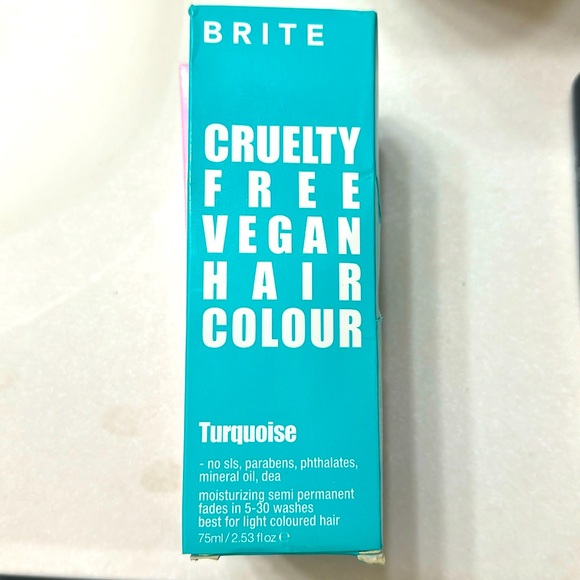 BRITE
CRUELTY
FREE
VEGAN
HAIR
COLOUR
Turquoise
- no sls, parabens, phthalates,
mineral oil, dea
moisturizing semi permanent
fades in 5-30 washes
best for light coloured hair
75ml/2.53 fl oz ℮